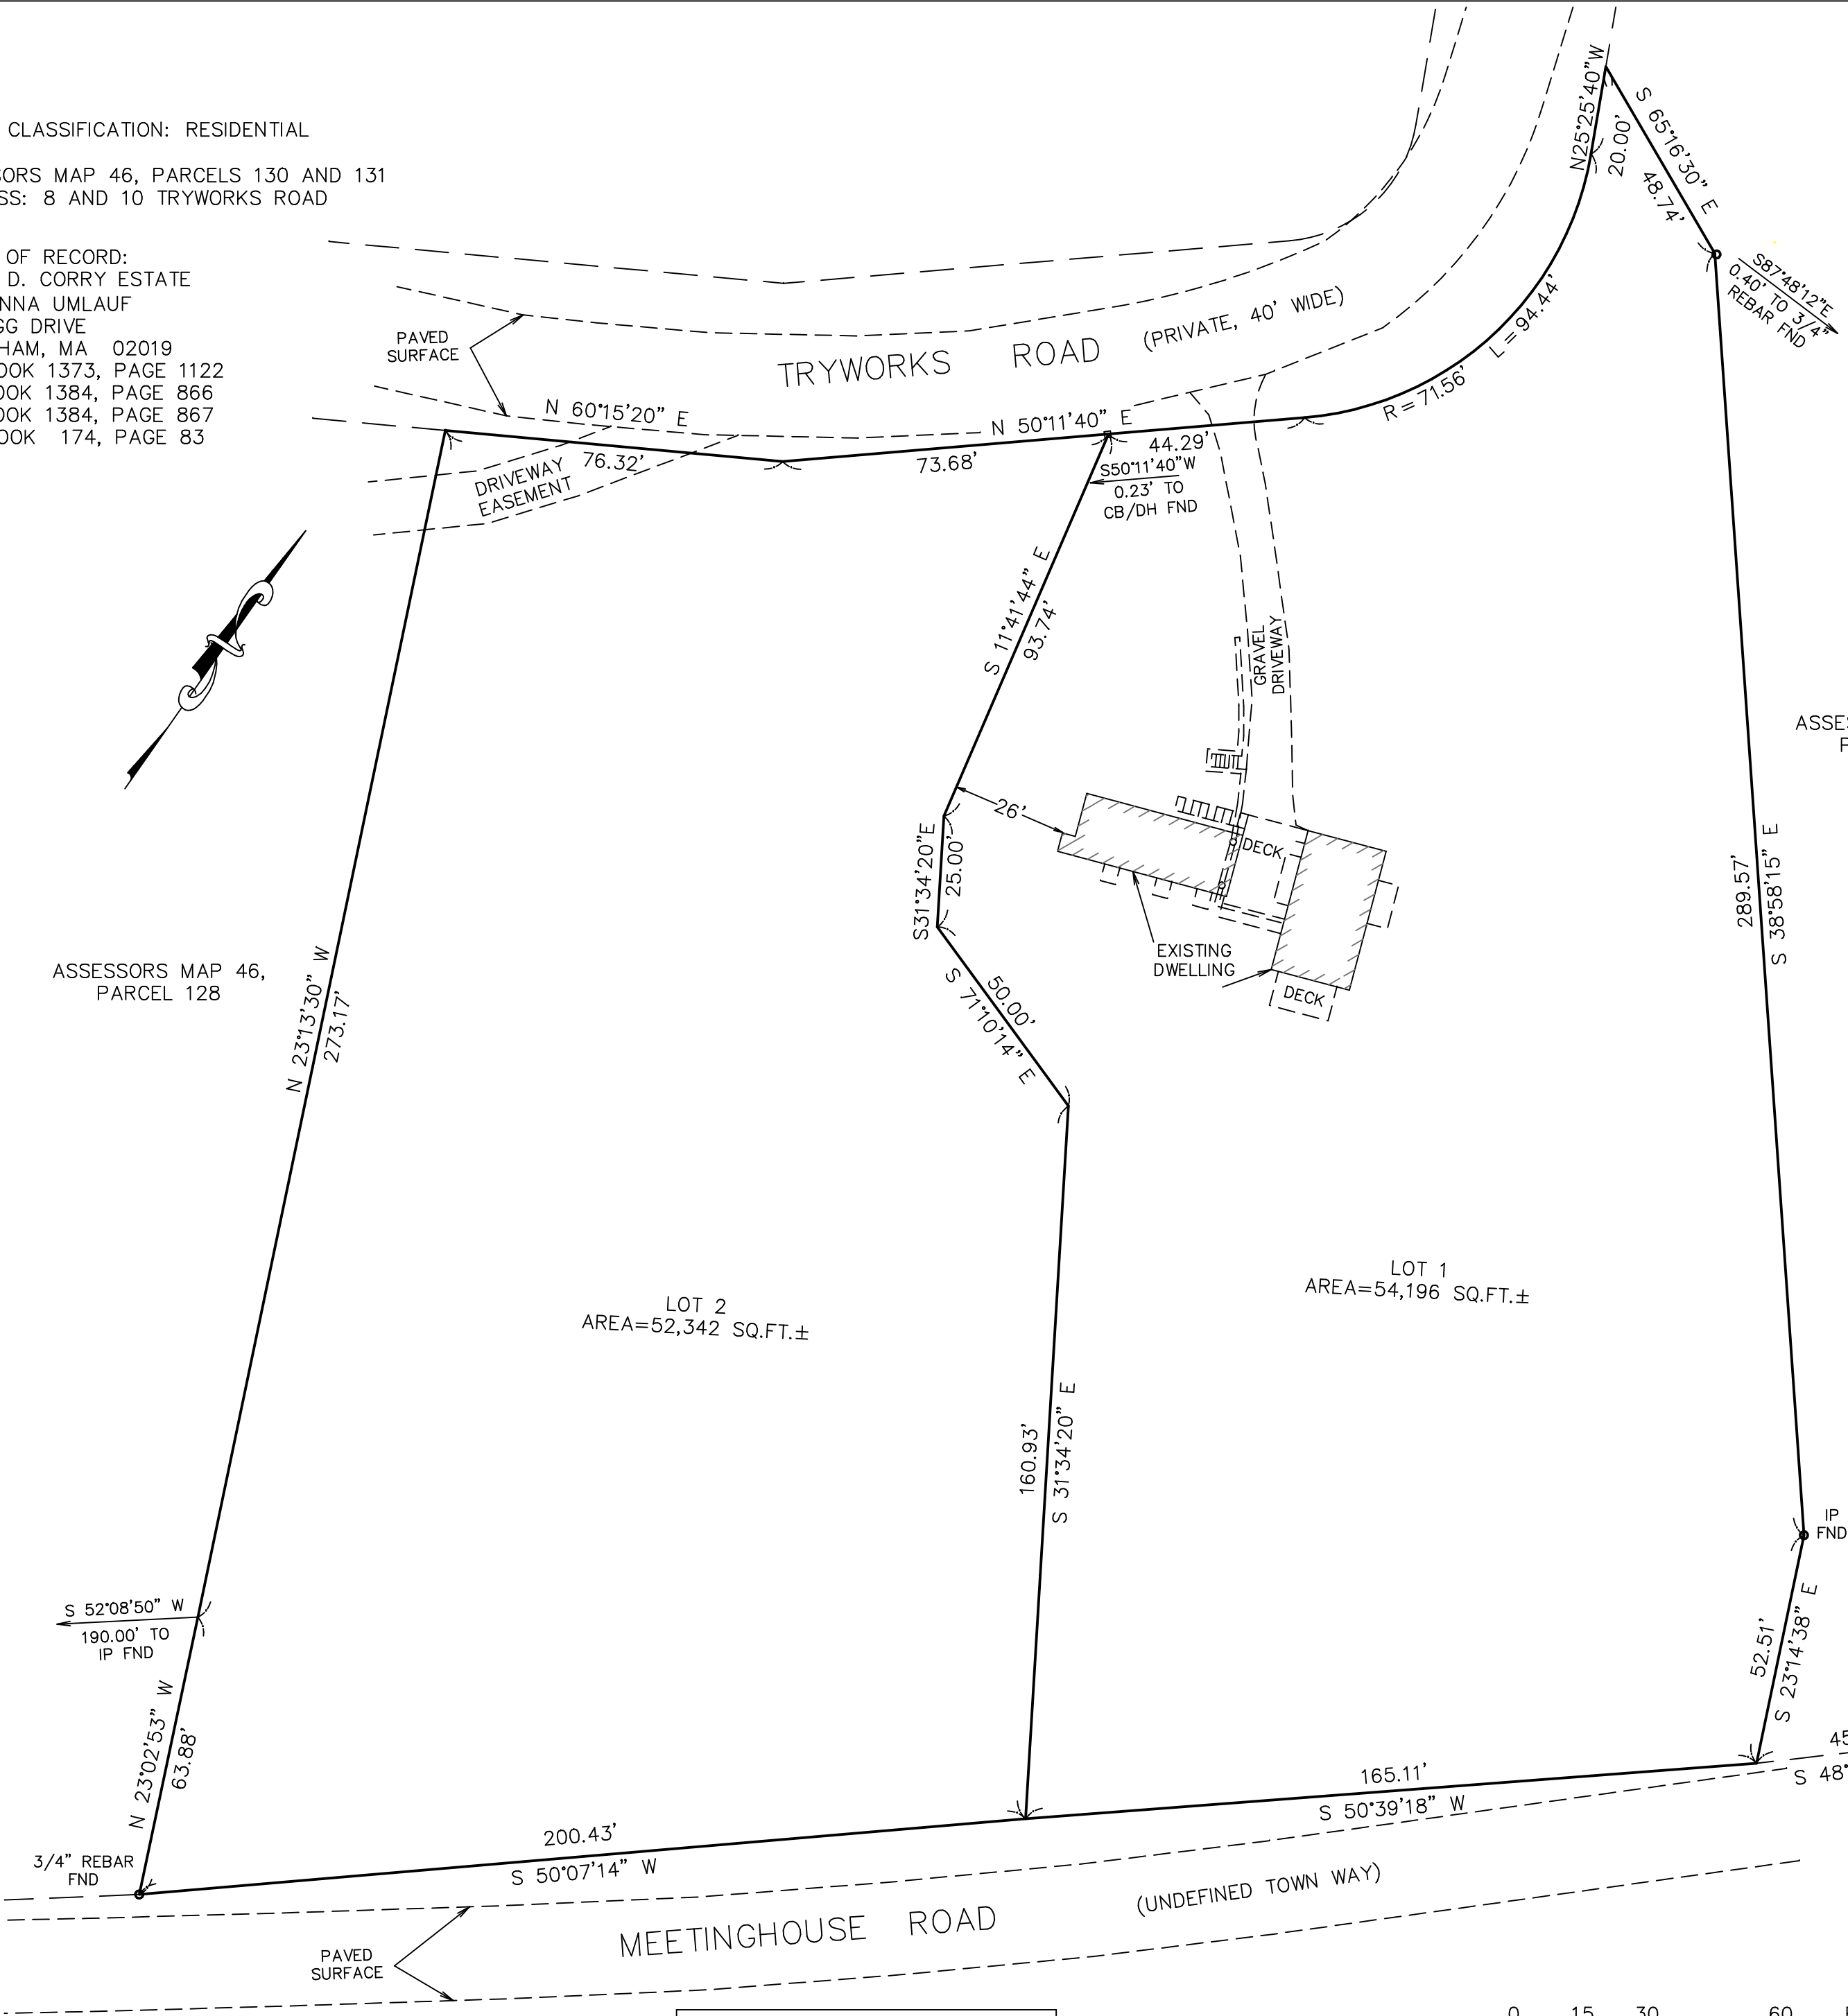 CLASSIFICATION: RESIDENTIAL
SORS MAP 46, PARCELS 130 AND 131
SS: 8 AND 10 TRYWORKS ROAD
OF RECORD:
D. CORRY ESTATE
NNA UMLAUF
GG DRIVE
HAM, MA 02019
OOK 1373, PAGE 1122
OOK 1384, PAGE 866
OOK 1384, PAGE 867
OOK 174, PAGE 83
N25°25'40"W
20.00'
S 65°16'30" E
48.74'
S87°48'12"E
0.40' TO 3/4"
REBAR FND
PAVED
SURFACE
TRYWORKS ROAD
(PRIVATE, 40' WIDE)
L=94.44'
R=71.56'
N 60°15'20" E
76.32'
N 50°11'40" E
73.68'
44.29'
S50°11'40"W
0.23' TO
CB/DH FND
DRIVEWAY
EASEMENT
S 11°41'44" E
93.74'
GRAVEL
DRIVEWAY
ASSES
26'
DECK
S31°34'20"E
25.00'
289.57'
S 38°58'15" E
EXISTING
DWELLING
DECK
50.00'
S 71°10'14" E
ASSESSORS MAP 46,
PARCEL 128
N 23°13'30" W
273.17'
LOT 1
AREA=54,196 SQ.FT.±
LOT 2
AREA=52,342 SQ.FT.±
160.93'
S 31°34'20" E
IP
FND
S 52°08'50" W
190.00' TO
IP FND
52.51'
S 23°14'38" E
N 23°02'53" W
63.88'
45
S 48°
165.11'
S 50°39'18" W
200.43'
S 50°07'14" W
3/4" REBAR
FND
(UNDEFINED TOWN WAY)
MEETINGHOUSE ROAD
PAVED
SURFACE
0 15 30 60